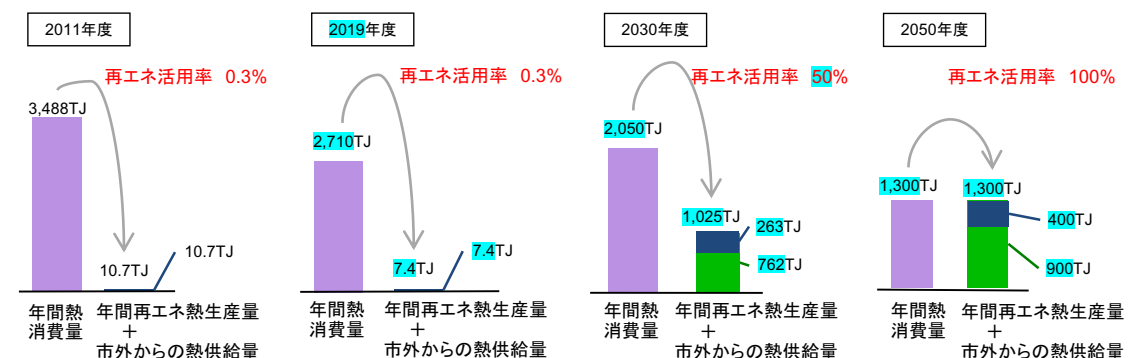 2011年度
再エネ活用率 0.3%
3,488TJ
10.7TJ
10.7TJ
年間熱
消費量
年間再エネ熱生産量
＋
市外からの熱供給量
2019年度
再エネ活用率 0.3%
2,710TJ
7.4TJ
7.4TJ
年間熱
消費量
年間再エネ熱生産量
＋
市外からの熱供給量
2030年度
再エネ活用率 50%
2,050TJ
1,025TJ
263TJ
762TJ
年間熱
消費量
年間再エネ熱生産量
＋
市外からの熱供給量
2050年度
再エネ活用率 100%
1,300TJ
1,300TJ
400TJ
900TJ
年間熱
消費量
年間再エネ熱生産量
＋
市外からの熱供給量